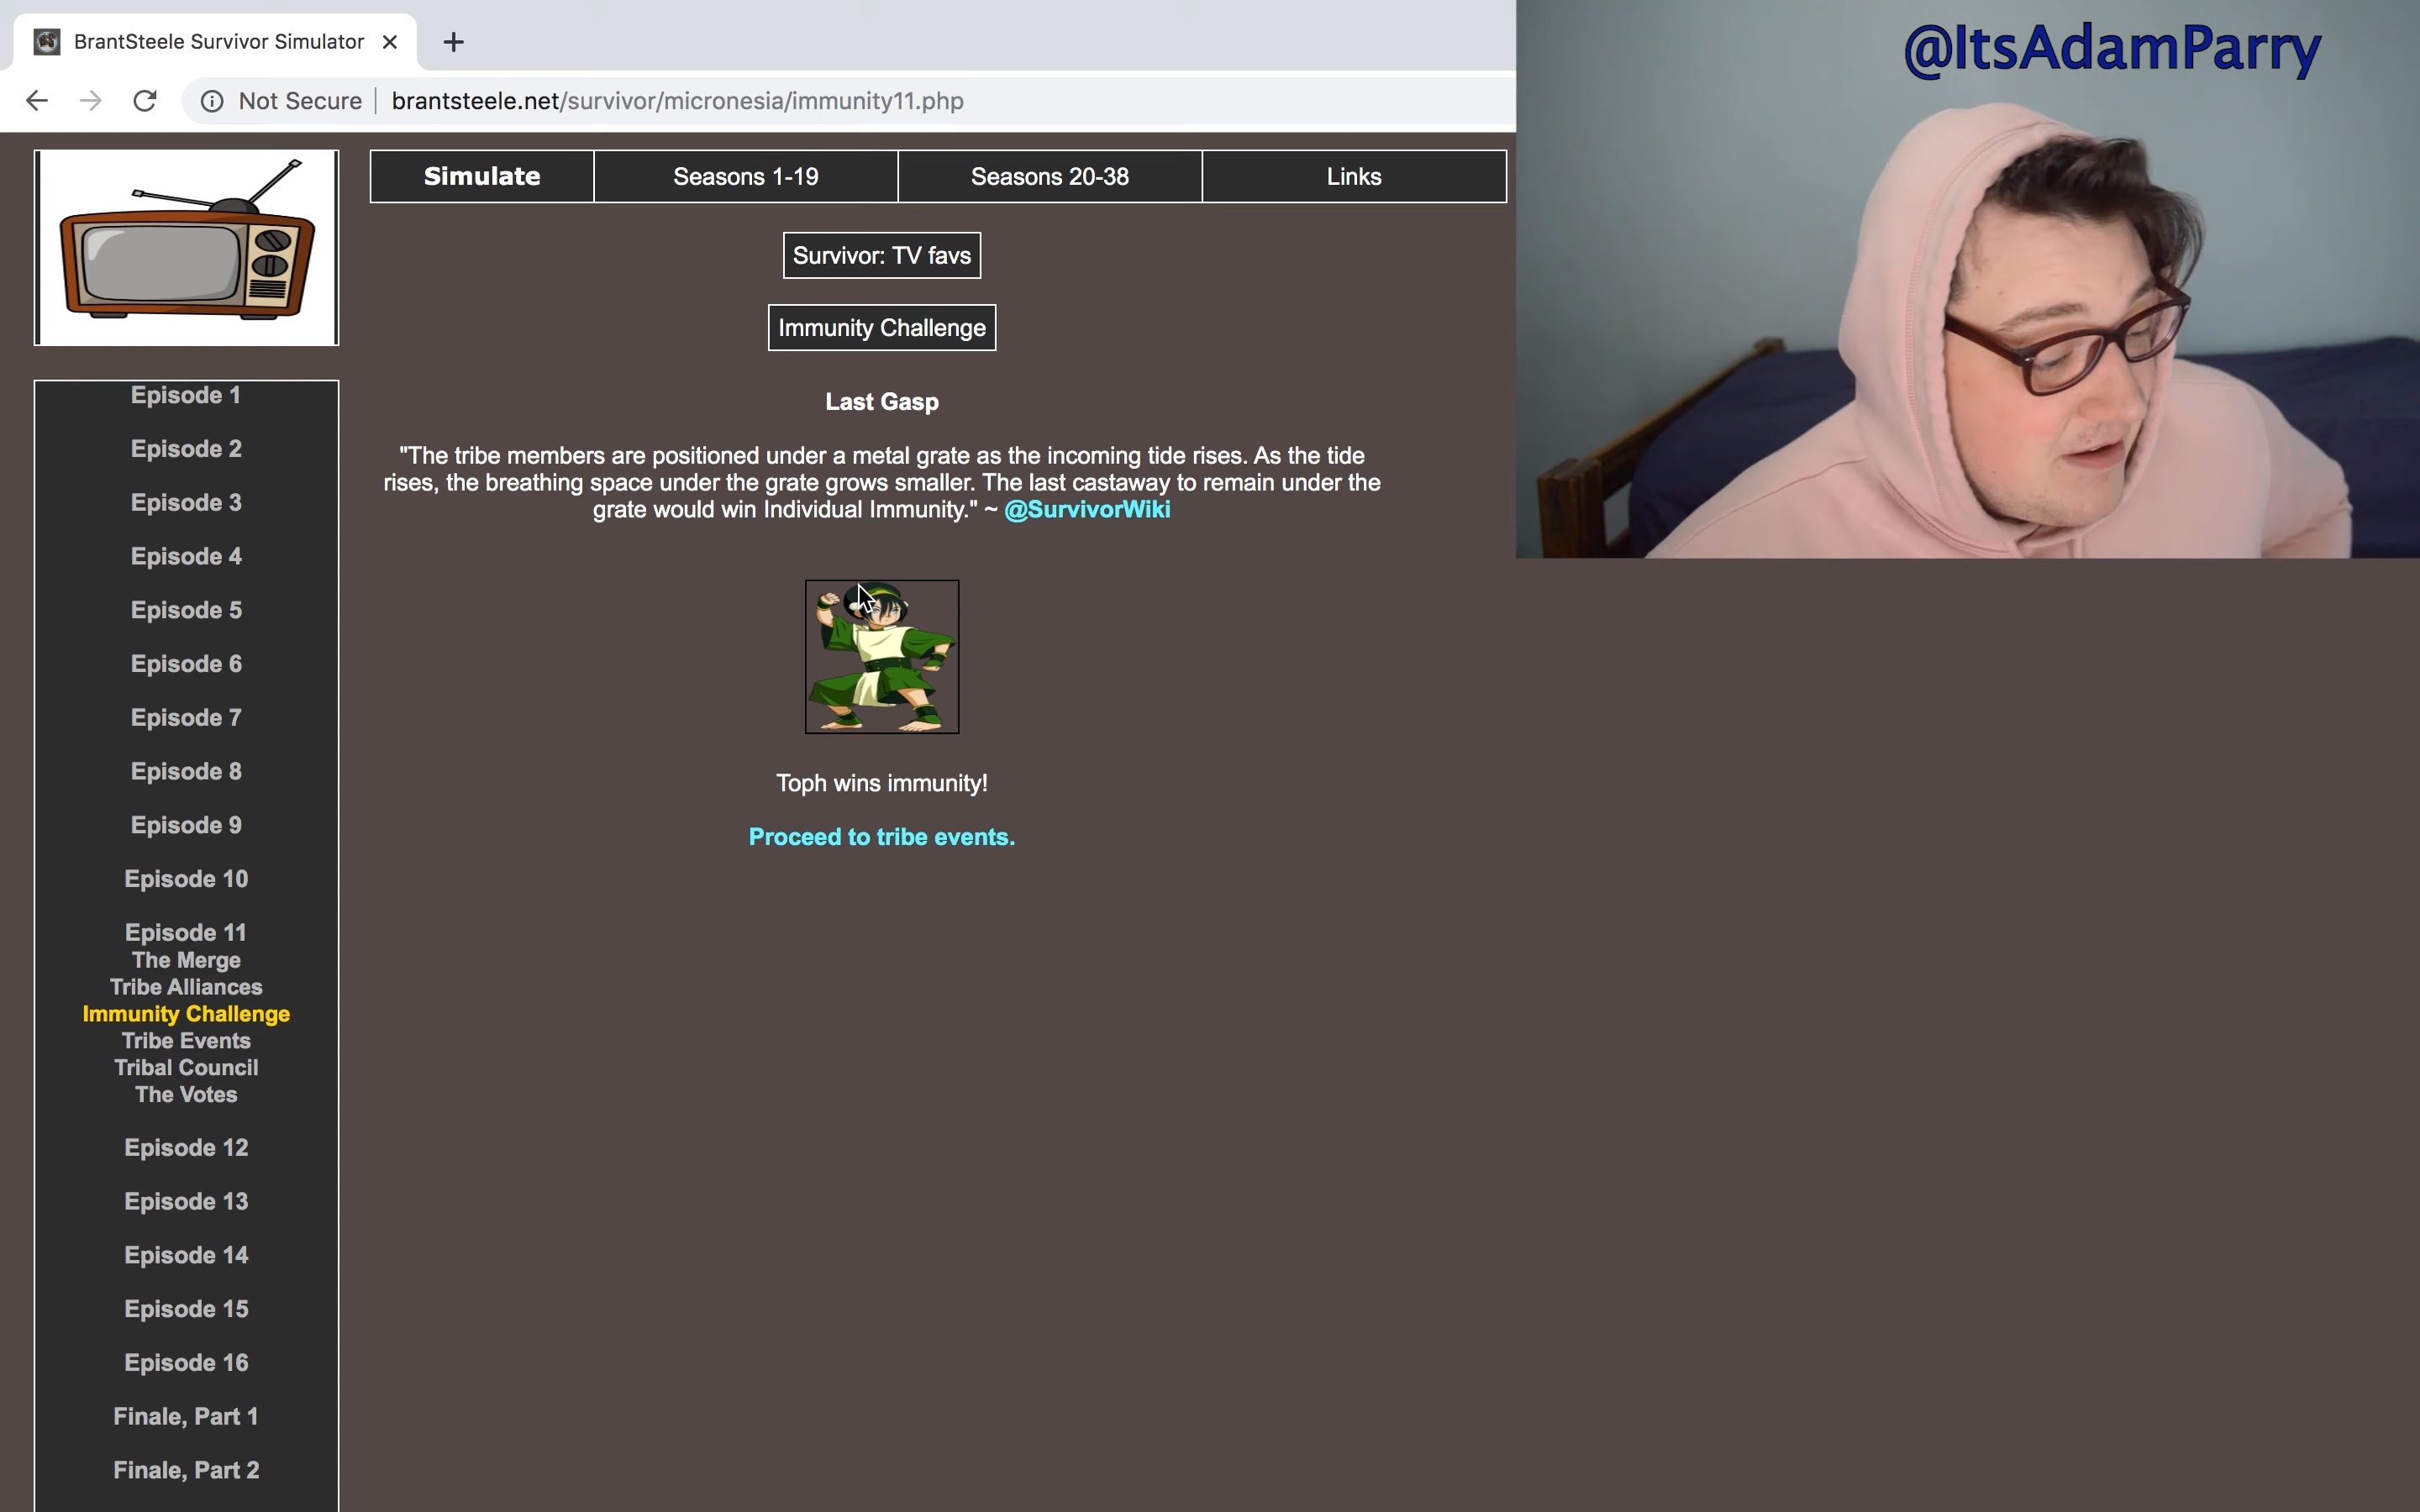 BrantSteele Survivor Simulator
Not Secure
brantsteele.net/survivor/micronesia/immunity11.php
@ItsAdamParry
Simulate
Seasons 1-19
Seasons 20-38
Links
Survivor: TV favs
Immunity Challenge
Last Gasp
"The tribe members are positioned under a metal grate as the incoming tide rises. As the tide
rises, the breathing space under the grate grows smaller. The last castaway to remain under the
grate would win Individual Immunity." ~ @SurvivorWiki
Toph wins immunity!
Proceed to tribe events.
Episode 1
Episode 2
Episode 3
Episode 4
Episode 5
Episode 6
Episode 7
Episode 8
Episode 9
Episode 10
Episode 11
The Merge
Tribe Alliances
Immunity Challenge
Tribe Events
Tribal Council
The Votes
Episode 12
Episode 13
Episode 14
Episode 15
Episode 16
Finale, Part 1
Finale, Part 2